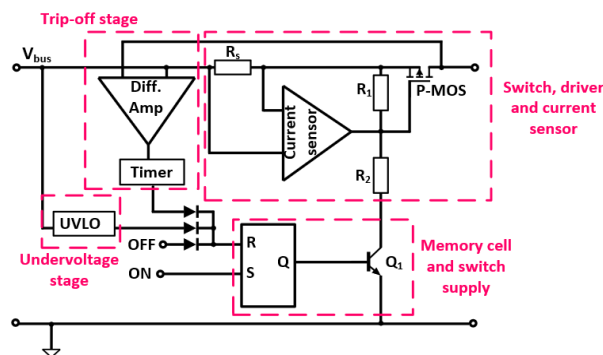 Trip-off stage
V bus
Diff.
Amp
Rs
R1
P-MOS
Current
sensor
Switch, driver
and current
sensor
Timer
R2
UVLO
Undervoltage
stage
OFF
ON
R
S
Q
Q1
Memory cell
and switch
supply